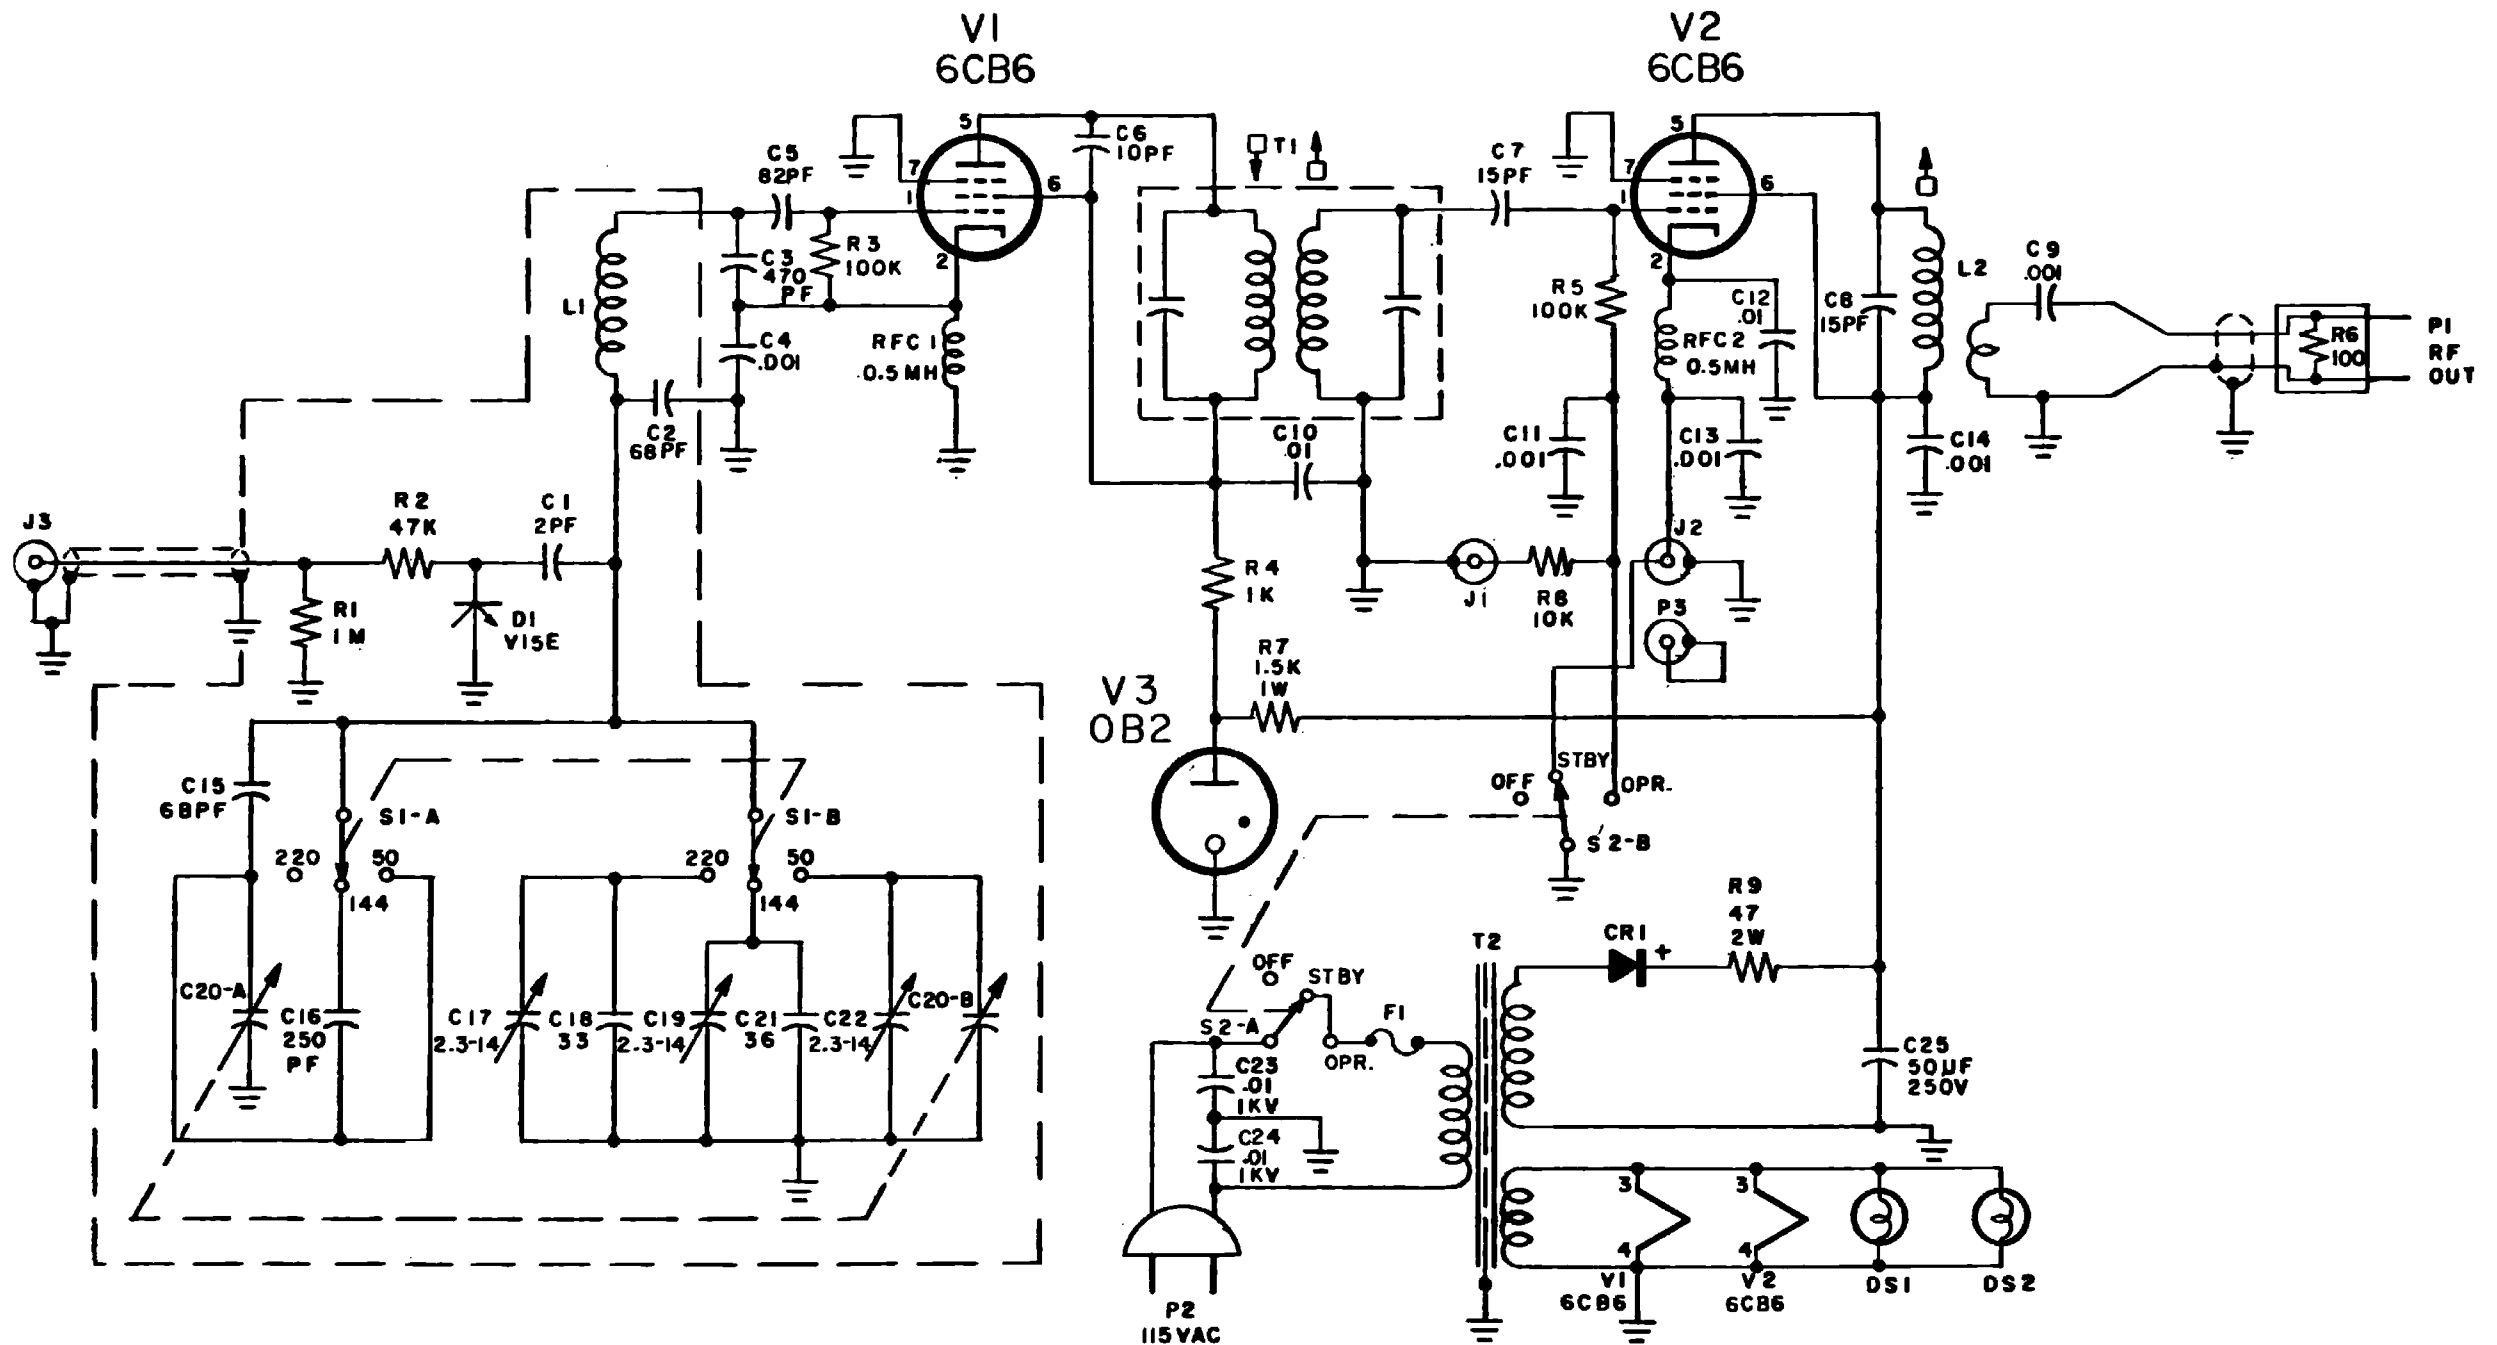 V1
6CB6
V2
6CB6
5
7
1
6
2
C5
82PF
C3
470
PF
R3
100K
C4
.001
RFC 1
0.5MH
L1
C2
68PF
C6
10PF
T1
C10
.01
C7
15PF
5
7
1
6
2
R5
100K
RFC 2
0.5MH
C12
.01
C8
15PF
L2
C9
.001
R6
100
P1
RF
OUT
C11
.001
C13
.001
C14
.001
J3
R2
47K
C1
2PF
R1
1M
D1
V15E
R4
1K
J1
R8
10K
J2
P3
R7
1.5K
1W
V3
OB2
OFF
STBY
OPR.
S2-B
C15
68PF
S1-A
220
50
144
S1-B
220
50
144
C20-A
C16
250
PF
C17
2.3-14
C18
33
C19
2.3-14
C21
36
C22
2.3-14
C20-B
OFF
STBY
S2-A
OPR.
F1
T2
CR1
+
R9
47
2W
C23
.01
1KV
C24
.01
1KV
C25
50µF
250V
P2
115VAC
3
4
V1
6CB6
3
4
V2
6CB6
DS1
DS2